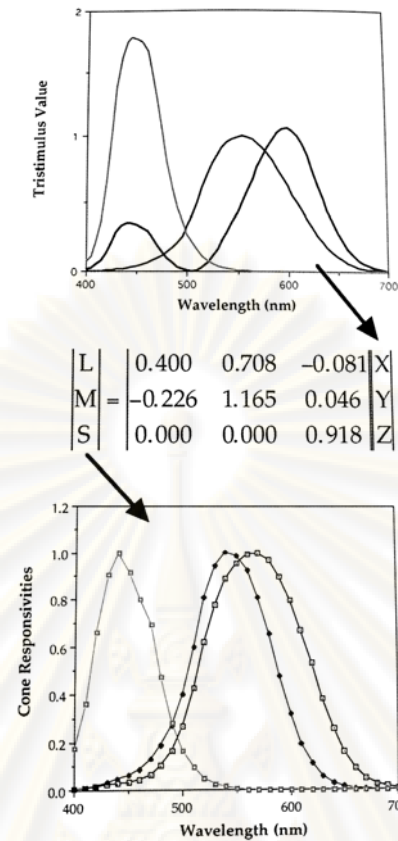 2
Tristimulus Value
1
0
400 500 600 700
Wavelength (nm)
|L| |0.400 0.708 −0.081| |X|
|M| = |−0.226 1.165 0.046| |Y|
|S| |0.000 0.000 0.918| |Z|
1.2
1.0
0.8
Cone Responsivities
0.6
0.4
0.2
0.0
400 500 600 70
Wavelength (nm)